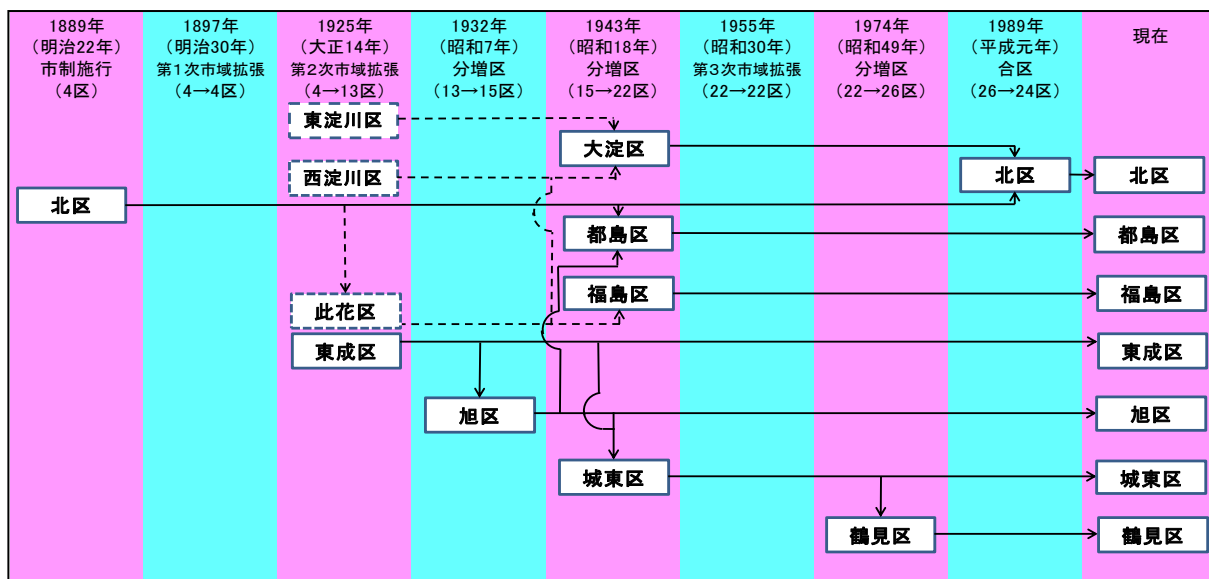 1889年
(明治22年)
市制施行
(4区)
1897年
(明治30年)
第1次市域拡張
(4→4区)
1925年
(大正14年)
第2次市域拡張
(4→13区)
1932年
(昭和7年)
分増区
(13→15区)
1943年
(昭和18年)
分増区
(15→22区)
1955年
(昭和30年)
第3次市域拡張
(22→22区)
1974年
(昭和49年)
分増区
(22→26区)
1989年
(平成元年)
合区
(26→24区)
現在
東淀川区
大淀区
西淀川区
北区
北区
北区
都島区
都島区
此花区
福島区
福島区
東成区
東成区
旭区
旭区
城東区
城東区
鶴見区
鶴見区